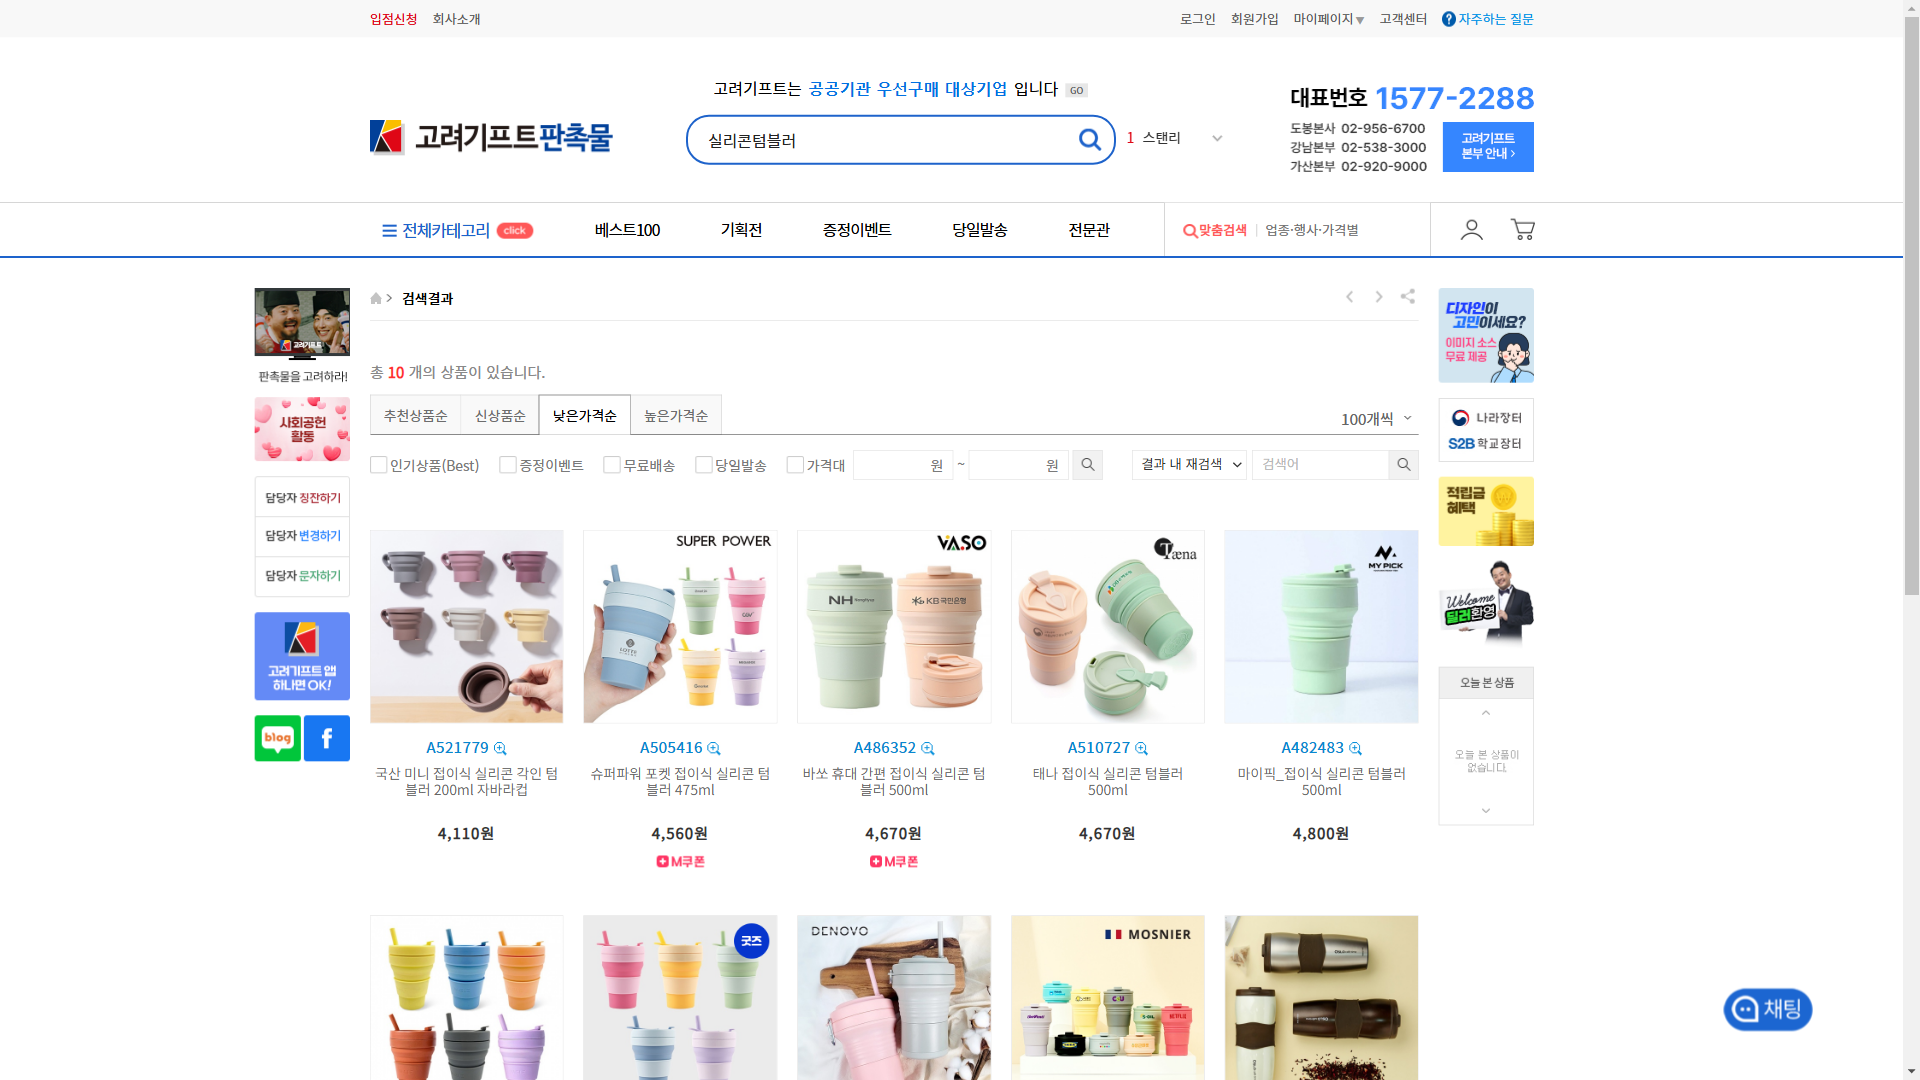 입점신청 회사소개
로그인 회원가입 마이페이지▼ 고객센터 ? 자주하는 질문
고려기프트는 공공기관 우선구매 대상기업 입니다 GO
고려기프트판촉물
실리콘텀블러
1 스탠리
대표번호 1577-2288
도봉본사 02-956-6700
강남본부 02-538-3000
가산본부 02-920-9000
고려기프트
본부 안내 >
전체카테고리 click
베스트100
기획전
증정이벤트
당일발송
전문관
맞춤검색 | 업종·행사·가격별
고려기프트
판촉물을 고려하라!
사회공헌
활동
담당자 칭잔하기
담당자 변경하기
담당자 문자하기
고려기프트 앱
하나면 OK!
blog
f
> 검색결과
총 10 개의 상품이 있습니다.
추천상품순 신상품순 낮은가격순 높은가격순
100개씩
인기상품(Best) 증정이벤트 무료배송 당일발송 가격대 원 ~ 원
결과 내 재검색 검색어
A521779
국산 미니 접이식 실리콘 각인 텀
블러 200ml 자바라컵
4,110원
SUPER POWER
A505416
슈퍼파워 포켓 접이식 실리콘 텀
블러 475ml
4,560원
M쿠폰
VASO
NH
KB국민은행
A486352
바쏘 휴대 간편 접이식 실리콘 텀
블러 500ml
4,670원
M쿠폰
Tæna
A510727
태나 접이식 실리콘 텀블러
500ml
4,670원
MY PICK
A482483
마이픽_접이식 실리콘 텀블러
500ml
4,800원
굿즈
DENOVO
MOSNIER
디자인이
고민이세요?
이미지 소스
무료 제공
나라장터
S2B 학교장터
적립금
혜택
Welcome
딜러환영
오늘 본 상품
오늘 본 상품이
없습니다.
채팅